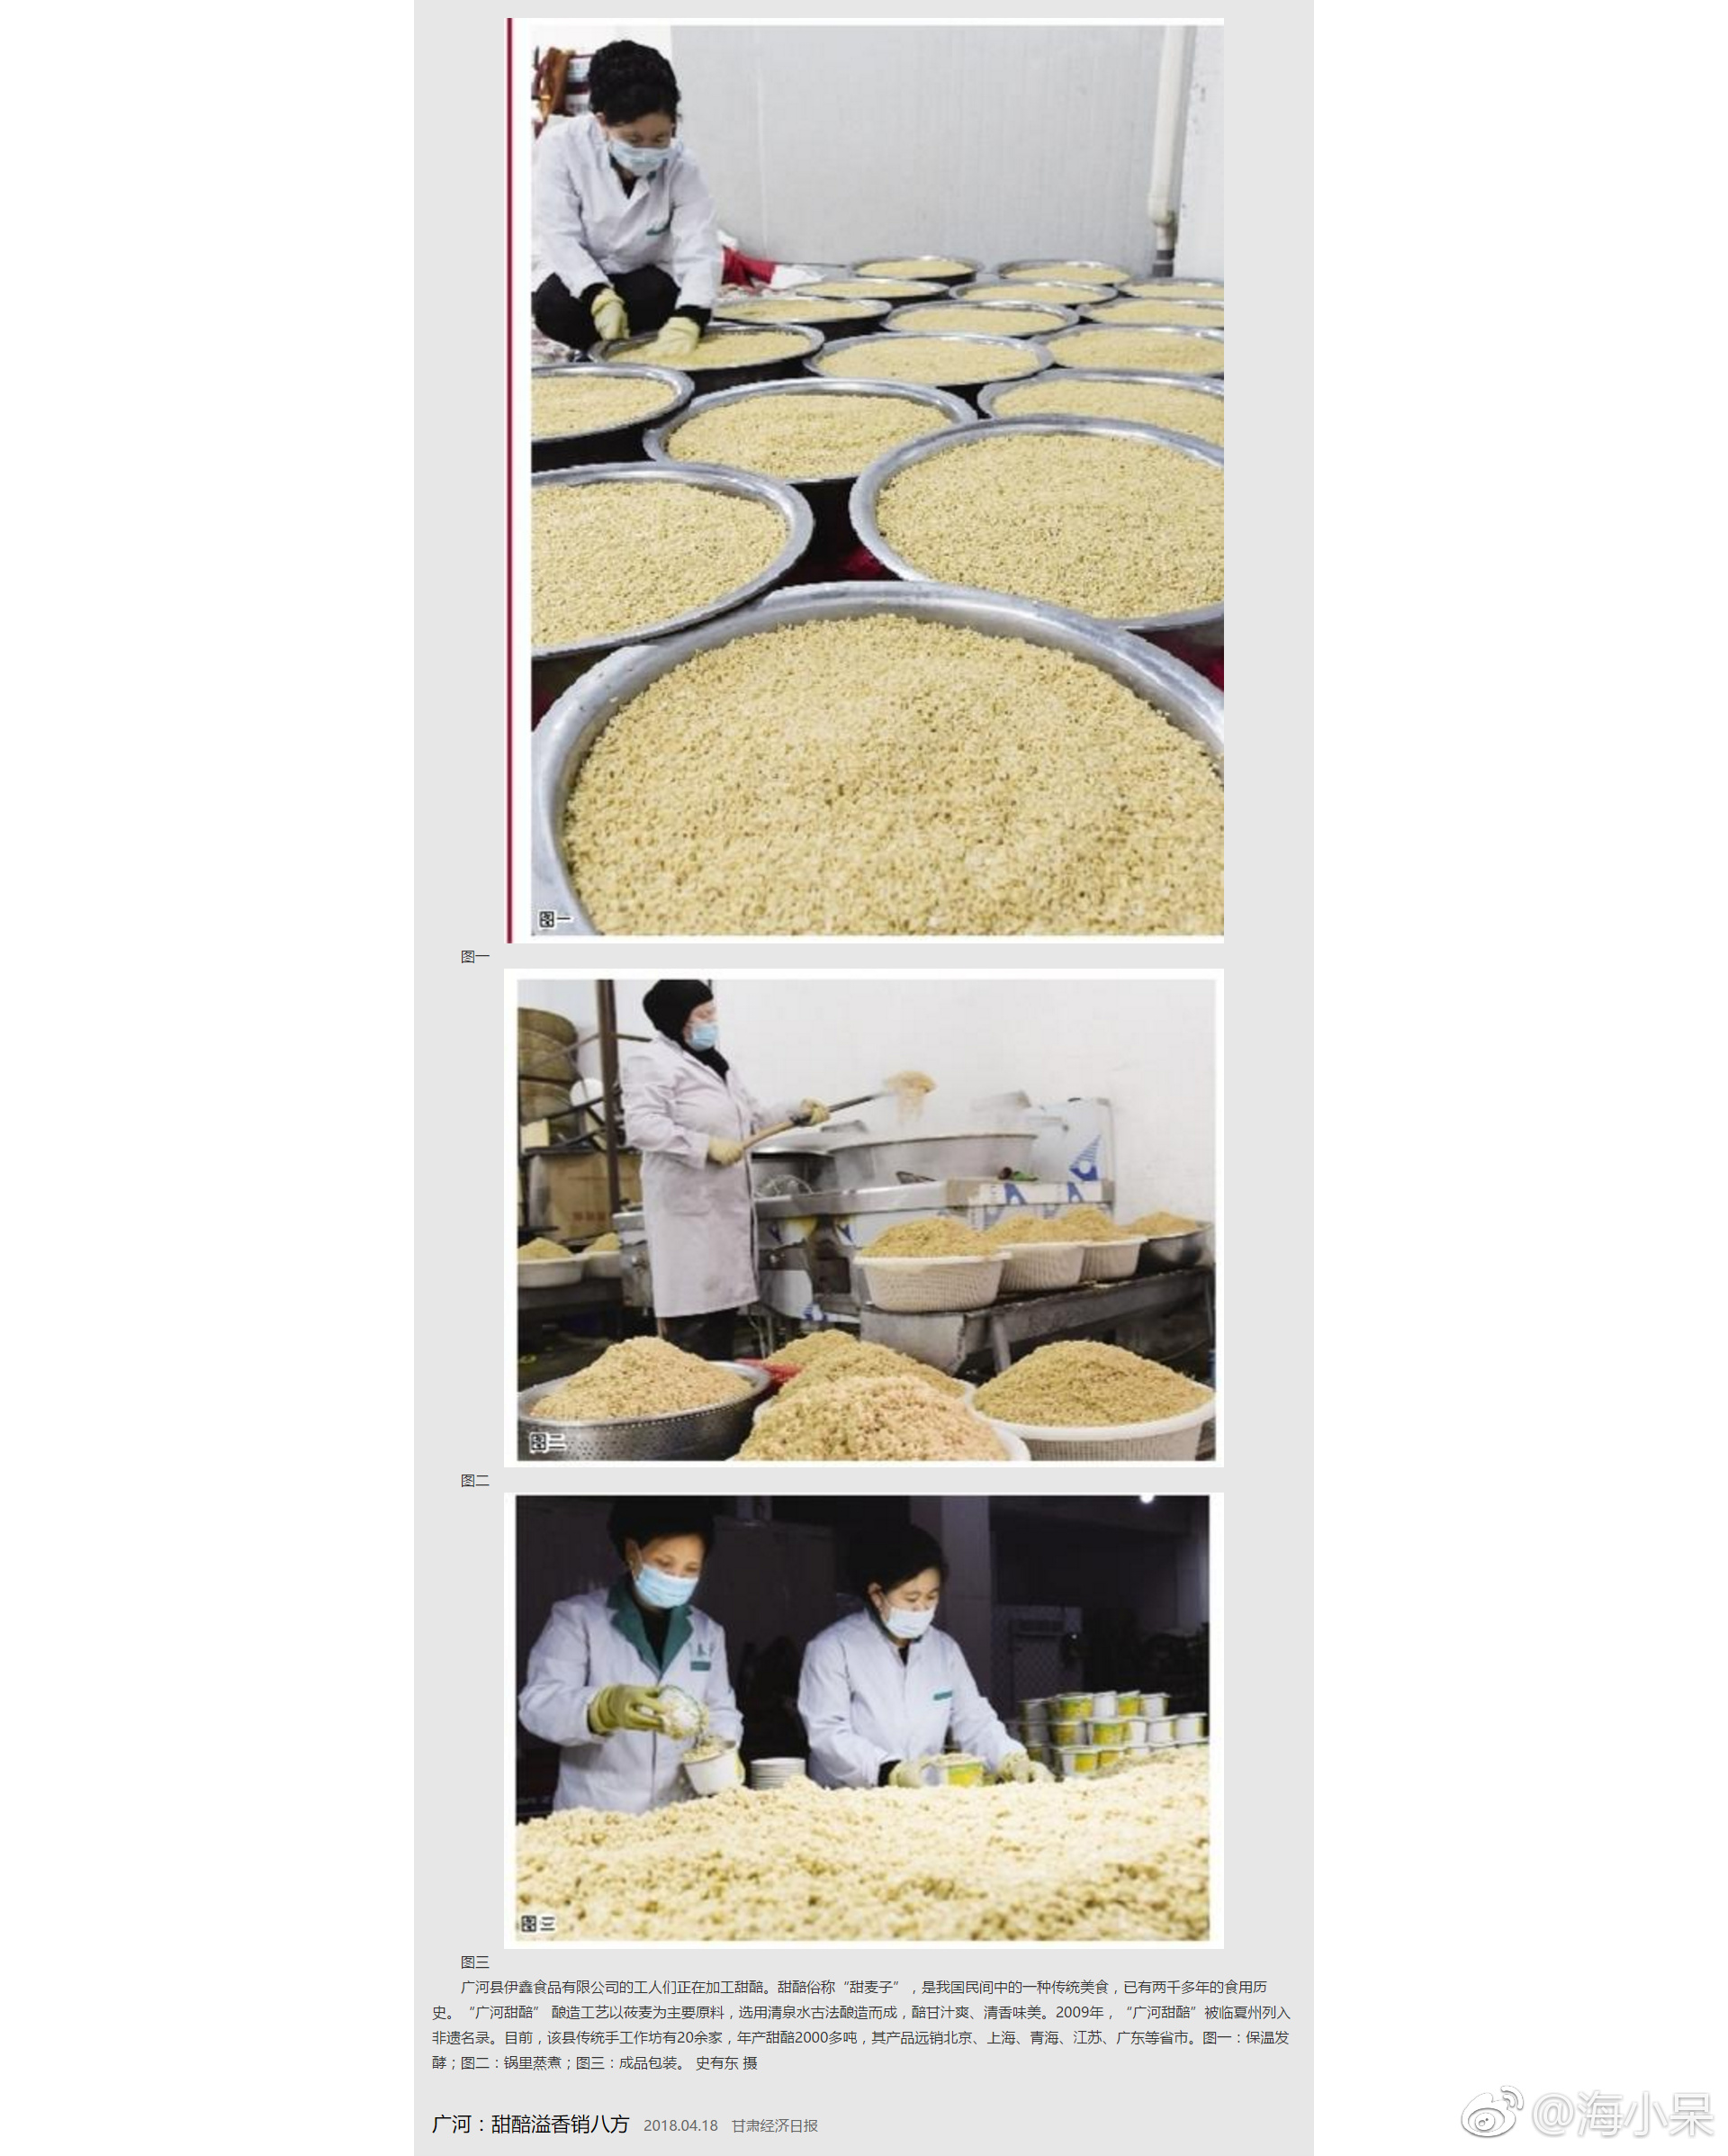 图一
图一
图二
图二
图三
图三
广河县伊鑫食品有限公司的工人们正在加工甜醅。甜醅俗称“甜麦子”，是我国民间中的一种传统美食，已有两千多年的食用历
史。“广河甜醅” 酿造工艺以莜麦为主要原料，选用清泉水古法酿造而成，醅甘汁爽、清香味美。2009年，“广河甜醅”被临夏州列入
非遗名录。目前，该县传统手工作坊有20余家，年产甜醅2000多吨，其产品远销北京、上海、青海、江苏、广东等省市。图一：保温发
酵；图二：锅里蒸煮；图三：成品包装。 史有东 摄
广河：甜醅溢香销八方 2018.04.18 甘肃经济日报
@海小呆